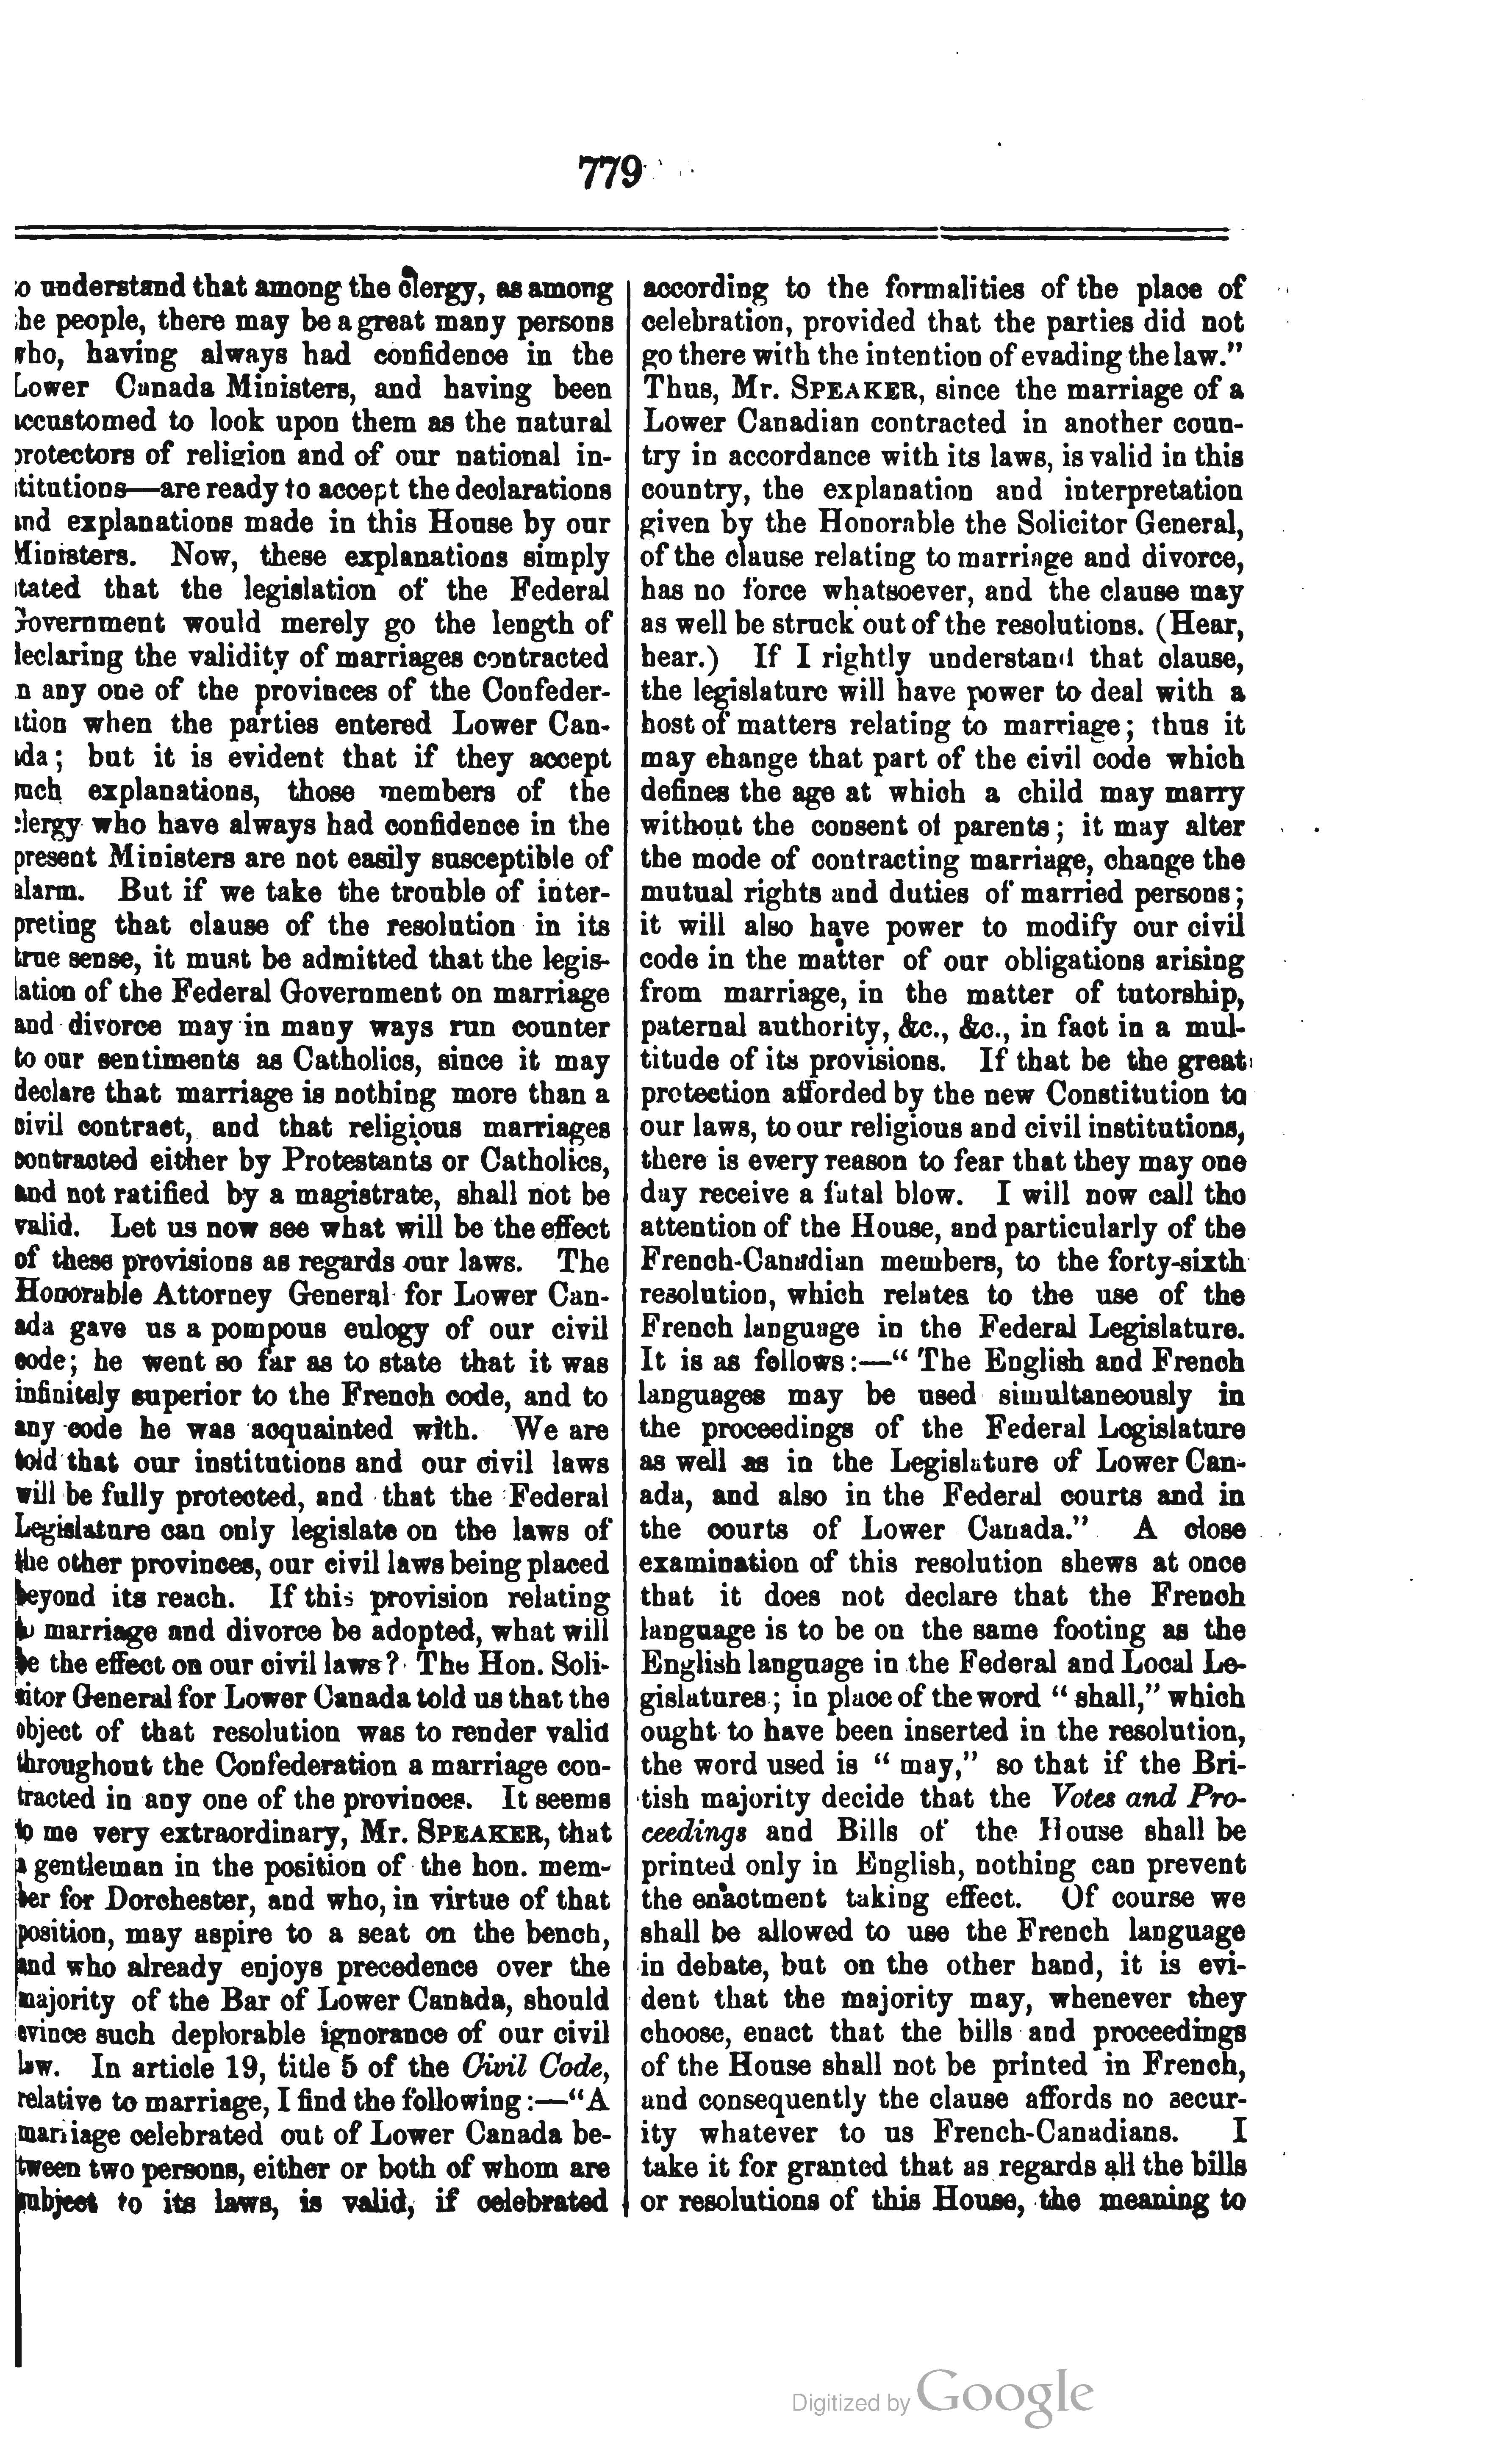 779
to understand that among the clergy, as among
the people, there may be a great many persons
who, having always had confidence in the
Lower Canada Ministers, and having been
accustomed to look upon them as the natural
protectors of religion and of our national in-
stitutions—are ready to accept the declarations
and explanations made in this House by our
Ministers. Now, these explanations simply
stated that the legislation of the Federal
Government would merely go the length of
declaring the validity of marriages contracted
in any one of the provinces of the Confeder-
ation when the parties entered Lower Can-
ada; but it is evident that if they accept
such explanations, those members of the
clergy who have always had confidence in the
present Ministers are not easily susceptible of
alarm. But if we take the trouble of inter-
preting that clause of the resolution in its
true sense, it must be admitted that the legis-
lation of the Federal Government on marriage
and divorce may in many ways run counter
to our sentiments as Catholics, since it may
declare that marriage is nothing more than a
civil contract, and that religious marriages
contracted either by Protestants or Catholics,
and not ratified by a magistrate, shall not be
valid. Let us now see what will be the effect
of these provisions as regards our laws. The
Honorable Attorney General for Lower Can-
ada gave us a pompous eulogy of our civil
code; he went so far as to state that it was
infinitely superior to the French code, and to
any code he was acquainted with. We are
told that our institutions and our civil laws
will be fully protected, and that the Federal
Legislature can only legislate on the laws of
the other provinces, our civil laws being placed
beyond its reach. If this provision relating
to marriage and divorce be adopted, what will
be the effect on our civil laws? The Hon. Soli-
citor General for Lower Canada told us that the
object of that resolution was to render valid
throughout the Confederation a marriage con-
tracted in any one of the provinces. It seems
to me very extraordinary, Mr. SPEAKER, that
a gentleman in the position of the hon. mem-
ber for Dorchester, and who, in virtue of that
position, may aspire to a seat on the bench,
and who already enjoys precedence over the
majority of the Bar of Lower Canada, should
evince such deplorable ignorance of our civil
law. In article 19, title 5 of the Civil Code,
relative to marriage, I find the following:—"A
marriage celebrated out of Lower Canada be-
tween two persons, either or both of whom are
subject to its laws, is valid, if celebrated
according to the formalities of the place of
celebration, provided that the parties did not
go there with the intention of evading the law."
Thus, Mr. SPEAKER, since the marriage of a
Lower Canadian contracted in another coun-
try in accordance with its laws, is valid in this
country, the explanation and interpretation
given by the Honorable the Solicitor General,
of the clause relating to marriage and divorce,
has no force whatsoever, and the clause may
as well be struck out of the resolutions. (Hear,
hear.) If I rightly understand that clause,
the legislature will have power to deal with a
host of matters relating to marriage; thus it
may change that part of the civil code which
defines the age at which a child may marry
without the consent of parents; it may alter
the mode of contracting marriage, change the
mutual rights and duties of married persons;
it will also have power to modify our civil
code in the matter of our obligations arising
from marriage, in the matter of tutorship,
paternal authority, &c., &c., in fact in a mul-
titude of its provisions. If that be the great
protection afforded by the new Constitution to
our laws, to our religious and civil institutions,
there is every reason to fear that they may one
day receive a fatal blow. I will now call the
attention of the House, and particularly of the
French-Canadian members, to the forty-sixth
resolution, which relates to the use of the
French language in the Federal Legislature.
It is as follows:—" The English and French
languages may be used simultaneously in
the proceedings of the Federal Legislature
as well as in the Legislature of Lower Can-
ada, and also in the Federal courts and in
the courts of Lower Canada." A close
examination of this resolution shews at once
that it does not declare that the French
language is to be on the same footing as the
English language in the Federal and Local Le-
gislatures; in place of the word "shall," which
ought to have been inserted in the resolution,
the word used is " may," so that if the Bri-
tish majority decide that the Votes and Pro-
ceedings and Bills of the House shall be
printed only in English, nothing can prevent
the enactment taking effect. Of course we
shall be allowed to use the French language
in debate, but on the other hand, it is evi-
dent that the majority may, whenever they
choose, enact that the bills and proceedings
of the House shall not be printed in French,
and consequently the clause affords no secur-
ity whatever to us French-Canadians. I
take it for granted that as regards all the bills
or resolutions of this House, the meaning to
Digitized by Google